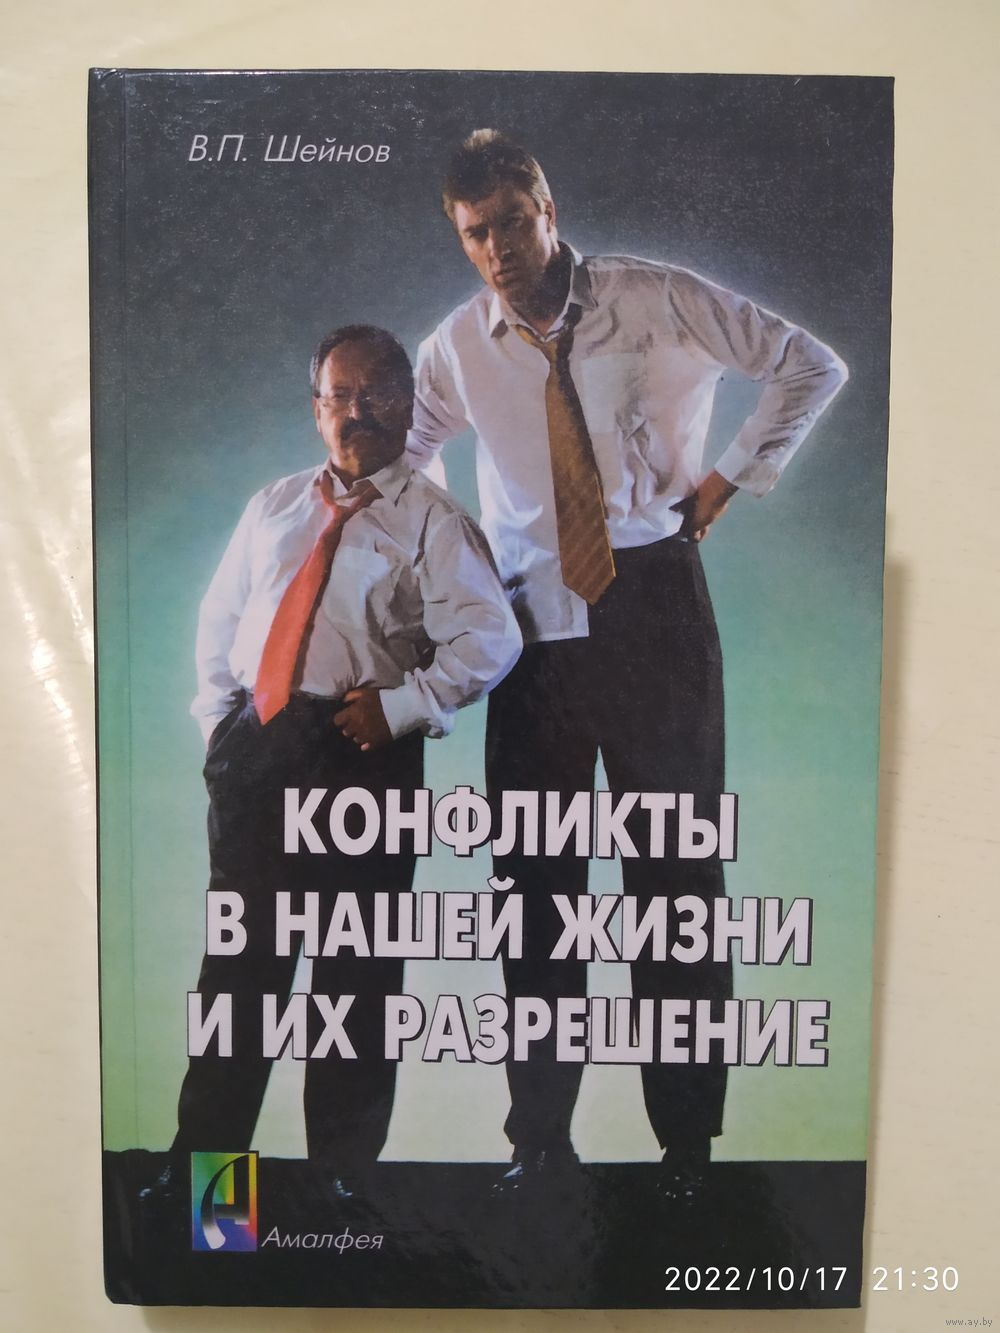 В.П. Шейнов
КОНФЛИКТЫ
В НАШЕЙ ЖИЗНИ
И ИХ РАЗРЕШЕНИЕ
Амалфея
2022/10/17 21:30
www.ay.by